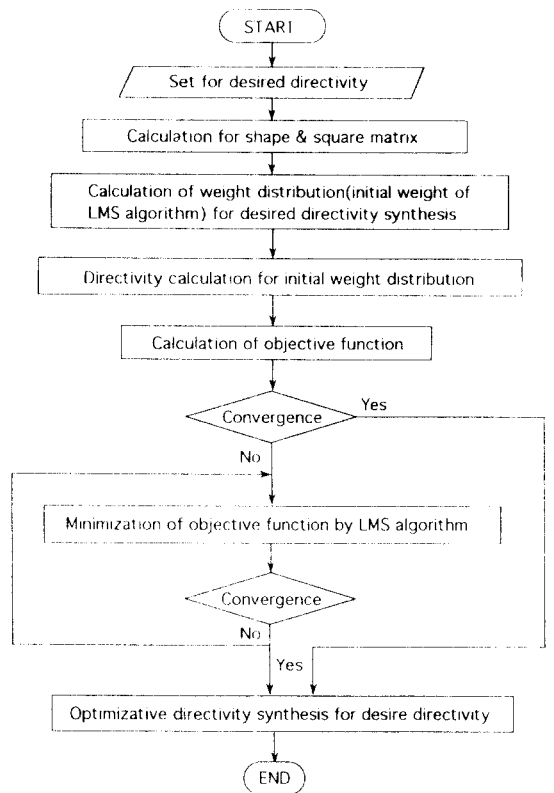 START
Set for desired directivity
Calculation for shape & square matrix
Calculation of weight distribution(initial weight of
LMS algorithm) for desired directivity synthesis
Directivity calculation for initial weight distribution
Calculation of objective function
Convergence
Yes
No
Minimization of objective function by LMS algorithm
Convergence
No
Yes
Optimizative directivity synthesis for desire directivity
END